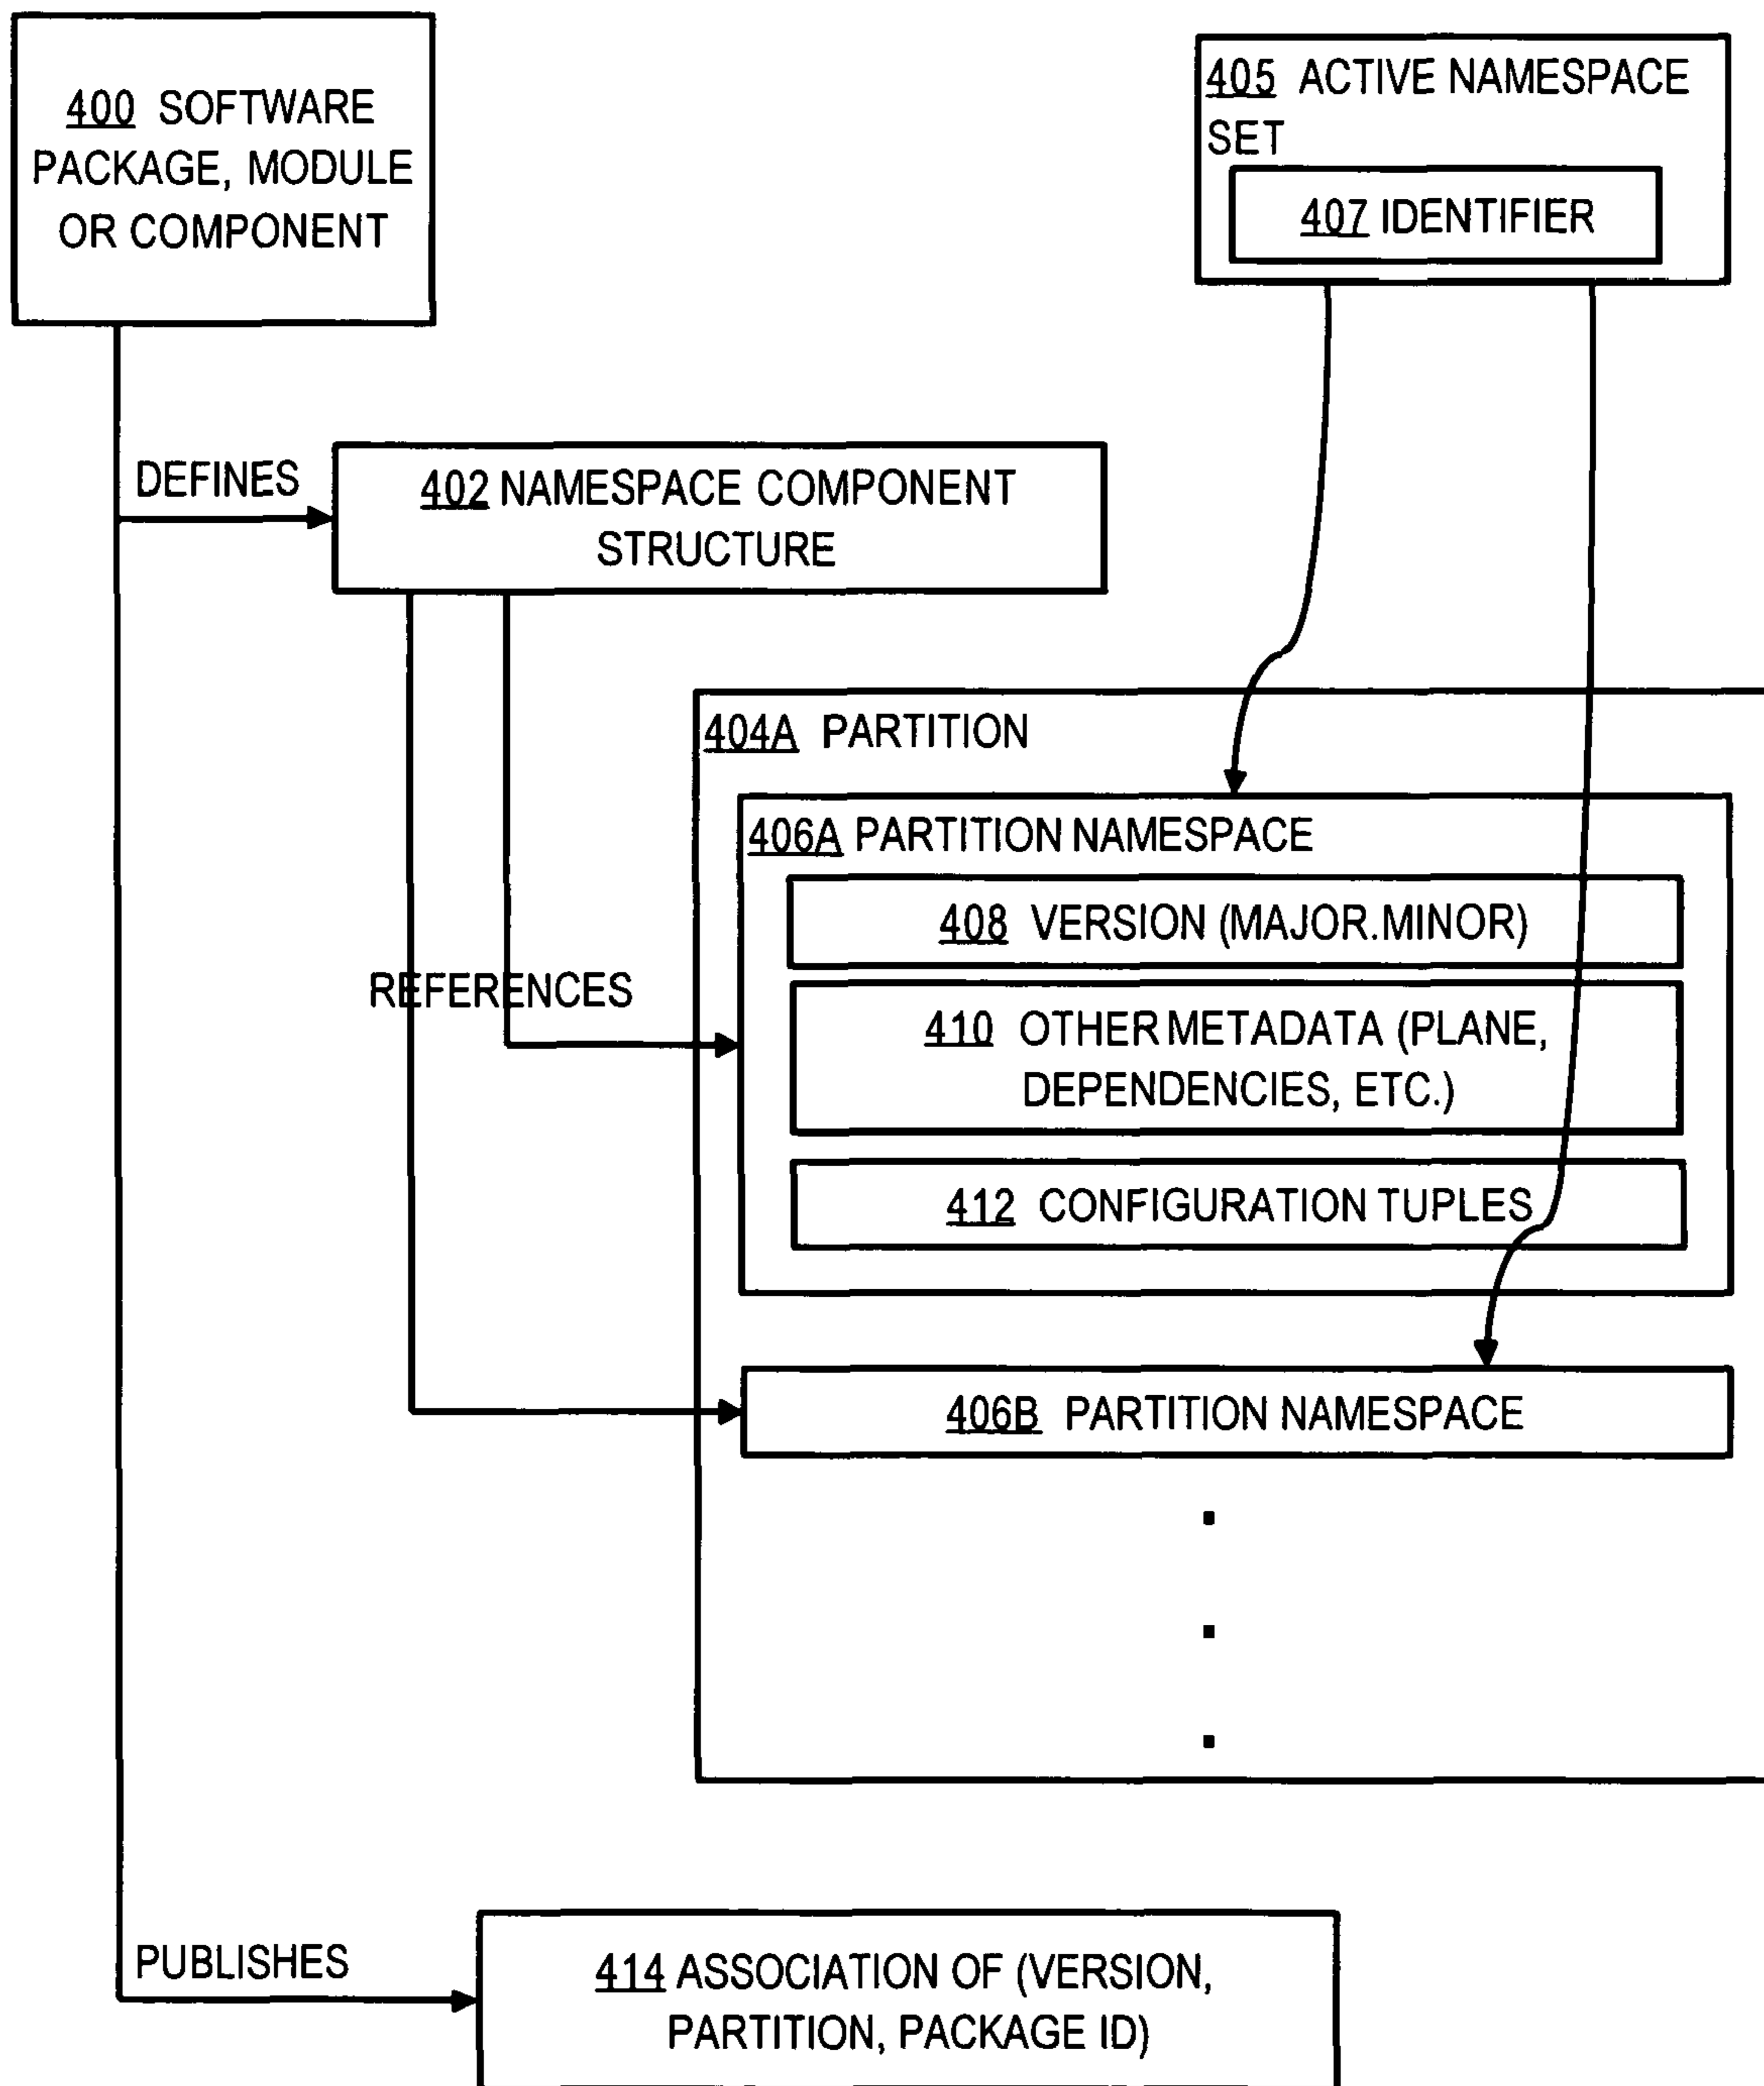 400 SOFTWARE
PACKAGE, MODULE
OR COMPONENT
405 ACTIVE NAMESPACE
SET
407 IDENTIFIER
DEFINES
402 NAMESPACE COMPONENT
STRUCTURE
404A PARTITION
406A PARTITION NAMESPACE
408 VERSION (MAJOR.MINOR)
REFERENCES
410 OTHER METADATA (PLANE,
DEPENDENCIES, ETC.)
412 CONFIGURATION TUPLES
406B PARTITION NAMESPACE
PUBLISHES
414 ASSOCIATION OF (VERSION,
PARTITION, PACKAGE ID)